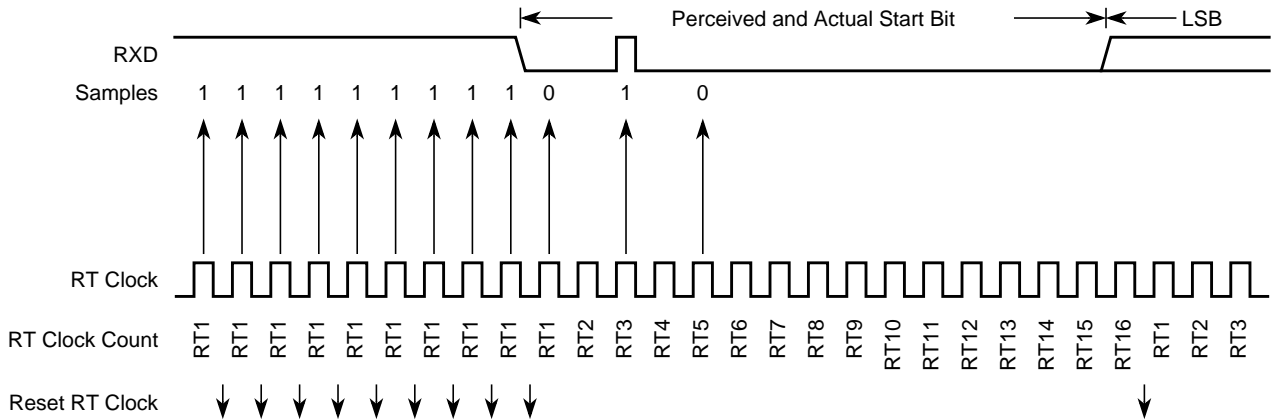 Perceived and Actual Start Bit LSB
RXD
Samples 1 1 1 1 1 1 1 1 1 0 1 0
RT Clock
RT Clock Count RT1 RT1 RT1 RT1 RT1 RT1 RT1 RT1 RT1 RT1 RT2 RT3 RT4 RT5 RT6 RT7 RT8 RT9 RT10 RT11 RT12 RT13 RT14 RT15 RT16 RT1 RT2 RT3
Reset RT Clock